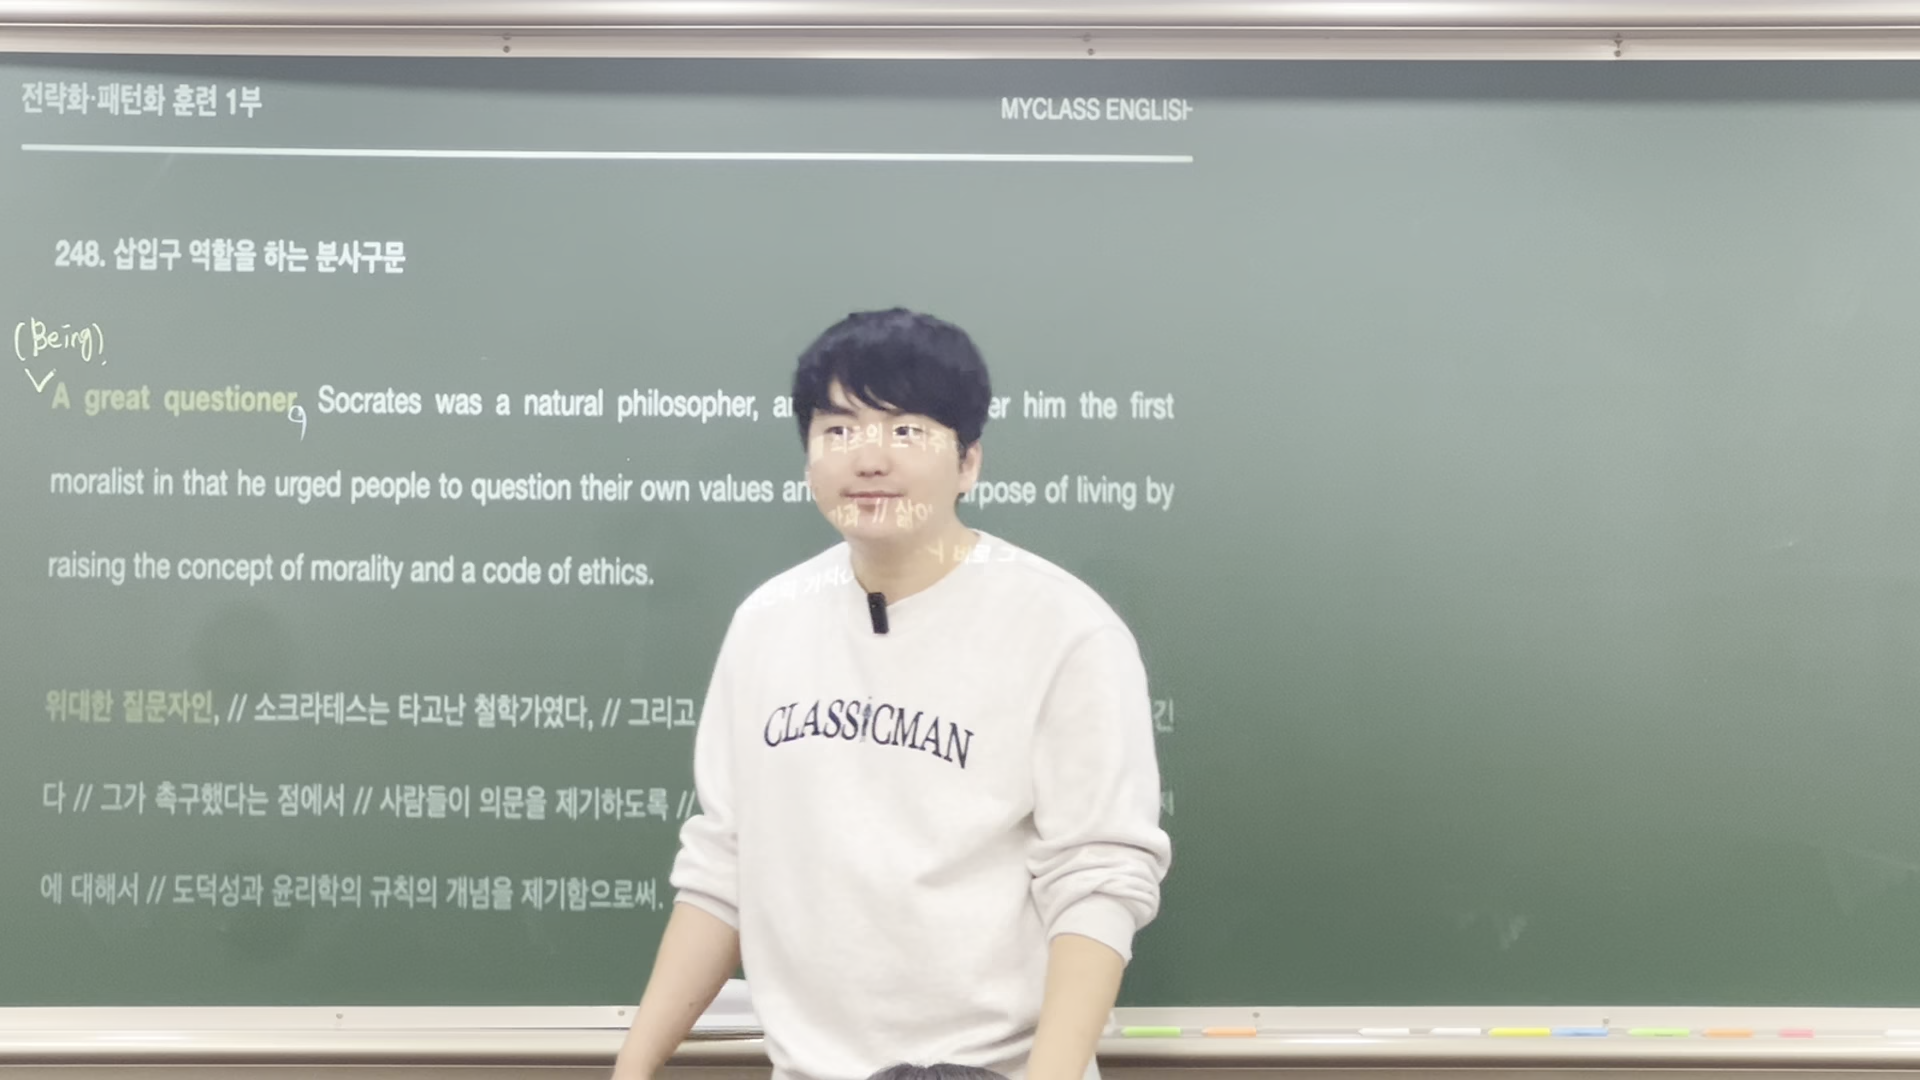 전략화·패턴화 훈련 1부
MYCLASS ENGLISH
248. 삽입구 역할을 하는 분사구문
(Being)
A great questioner, Socrates was a natural philosopher, him the first
moralist in that he urged people to question their own values of living by
raising the concept of morality and a code of ethics.
위대한 질문자인, // 소크라테스는 타고난 철학가였다, // 그리고
다 // 그가 촉구했다는 점에서 // 사람들이 의문을 제기하도록 //
에 대해서 // 도덕성과 윤리학의 규칙의 개념을 제기함으로써.
CLASSICMAN